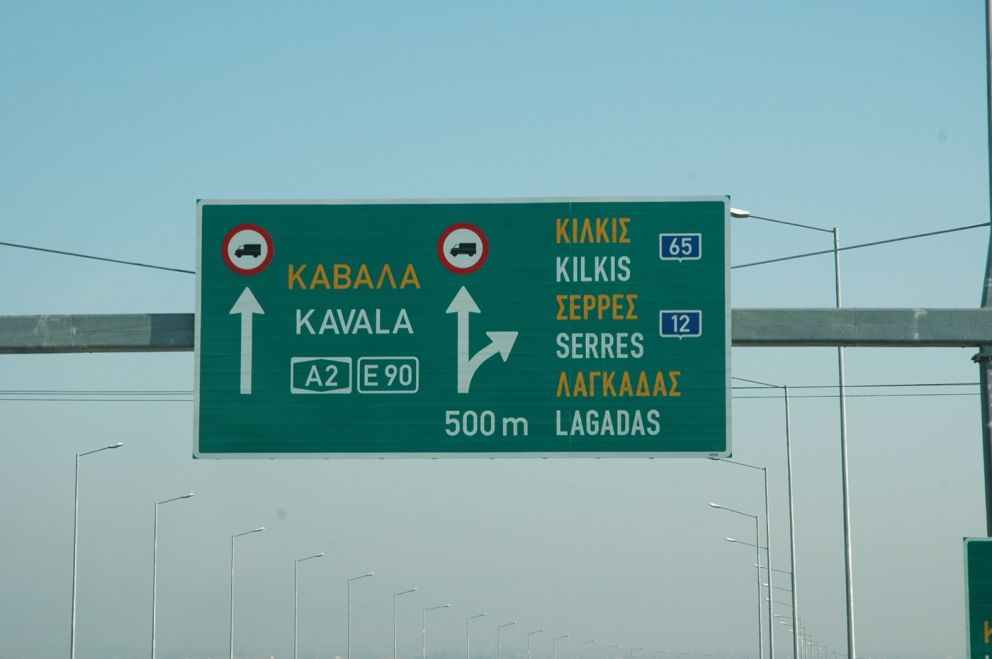 ΚΑΒΑΛΑ
KAVALA
A2 E 90
500 m
ΚΙΛΚΙΣ 65
KILKIS
ΣΕΡΡΕΣ 12
SERRES
ΛΑΓΚΑΔΑΣ
LAGADAS